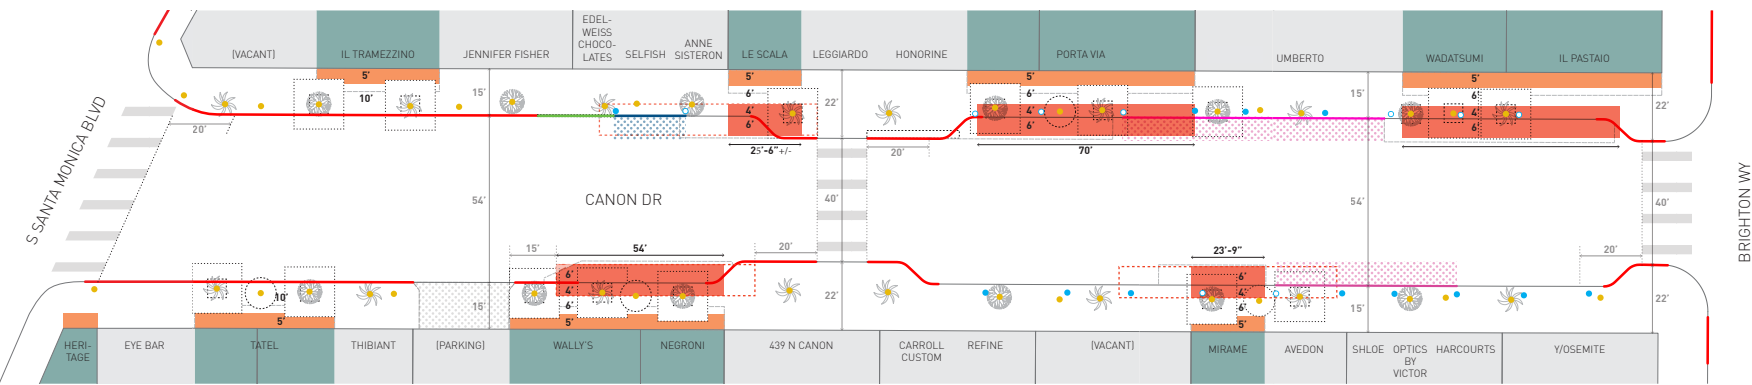 EDEL-
WEISS
CHOCO-
LATES
(VACANT)
IL TRAMEZZINO
JENNIFER FISHER
SELFISH
ANNE
SISTERON
LE SCALA
LEGGIARDO
HONORINE
PORTA VIA
UMBERTO
WADATSUMI
IL PASTAIO
5'
10'
15'
5'
6'
4'
6'
22'
5'
6'
4'
6'
15'
5'
6'
4'
6'
22'
20'
25'-6" +/-
20'
70'
S SANTA MONICA BLVD
CANON DR
BRIGHTON WY
54'
40'
54'
40'
15'
54'
20'
23'-9"
20'
10'
5'
15'
6'
4'
6'
5'
22'
6'
4'
6'
5'
15'
22'
HERI-
TAGE
EYE BAR
TATEL
THIBIANT
(PARKING)
WALLY'S
NEGRONI
439 N CANON
CARROLL
CUSTOM
REFINE
(VACANT)
MIRAME
AVEDON
SHLOE
OPTICS
BY
VICTOR
HARCOURTS
Y/OSEMITE